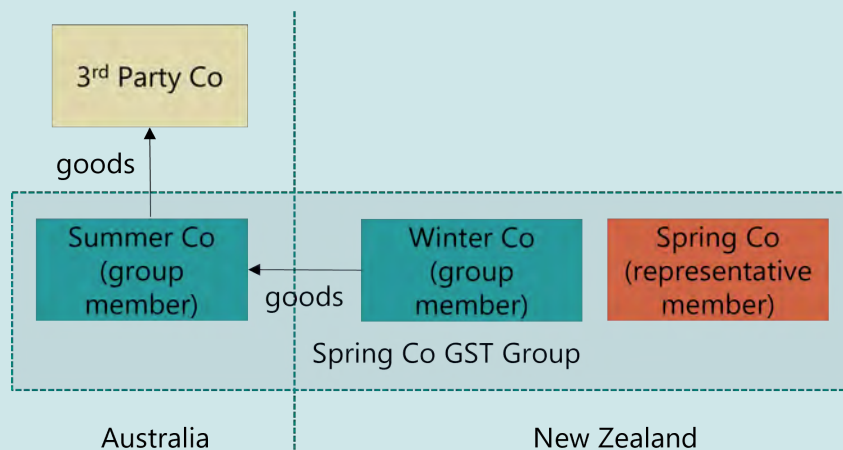 3rd Party Co
goods
Summer Co
(group
member)
goods
Winter Co
(group
member)
Spring Co
(representative
member)
Spring Co GST Group
Australia
New Zealand